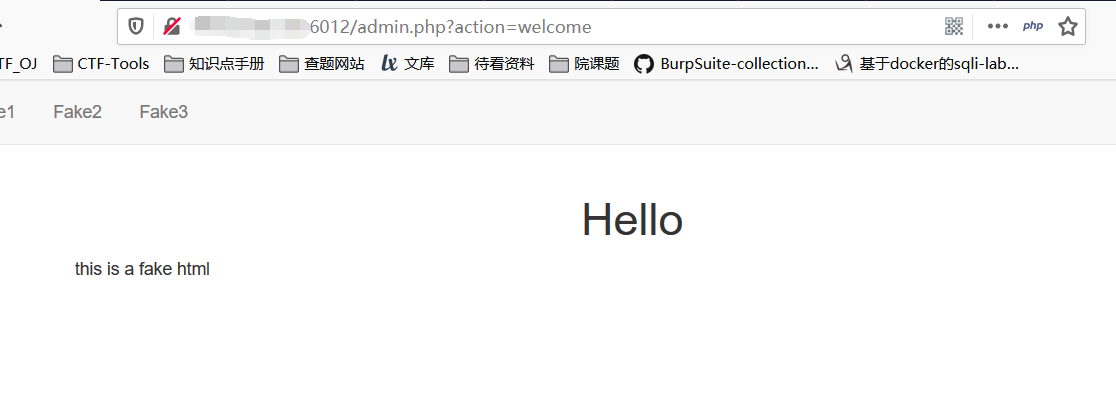 6012/admin.php?action=welcome
php
TF_OJ CTF-Tools 知识点手册 查题网站 文库 待看资料 院课题 BurpSuite-collection... 基于docker的sqli-lab...
e1 Fake2 Fake3
Hello
this is a fake html